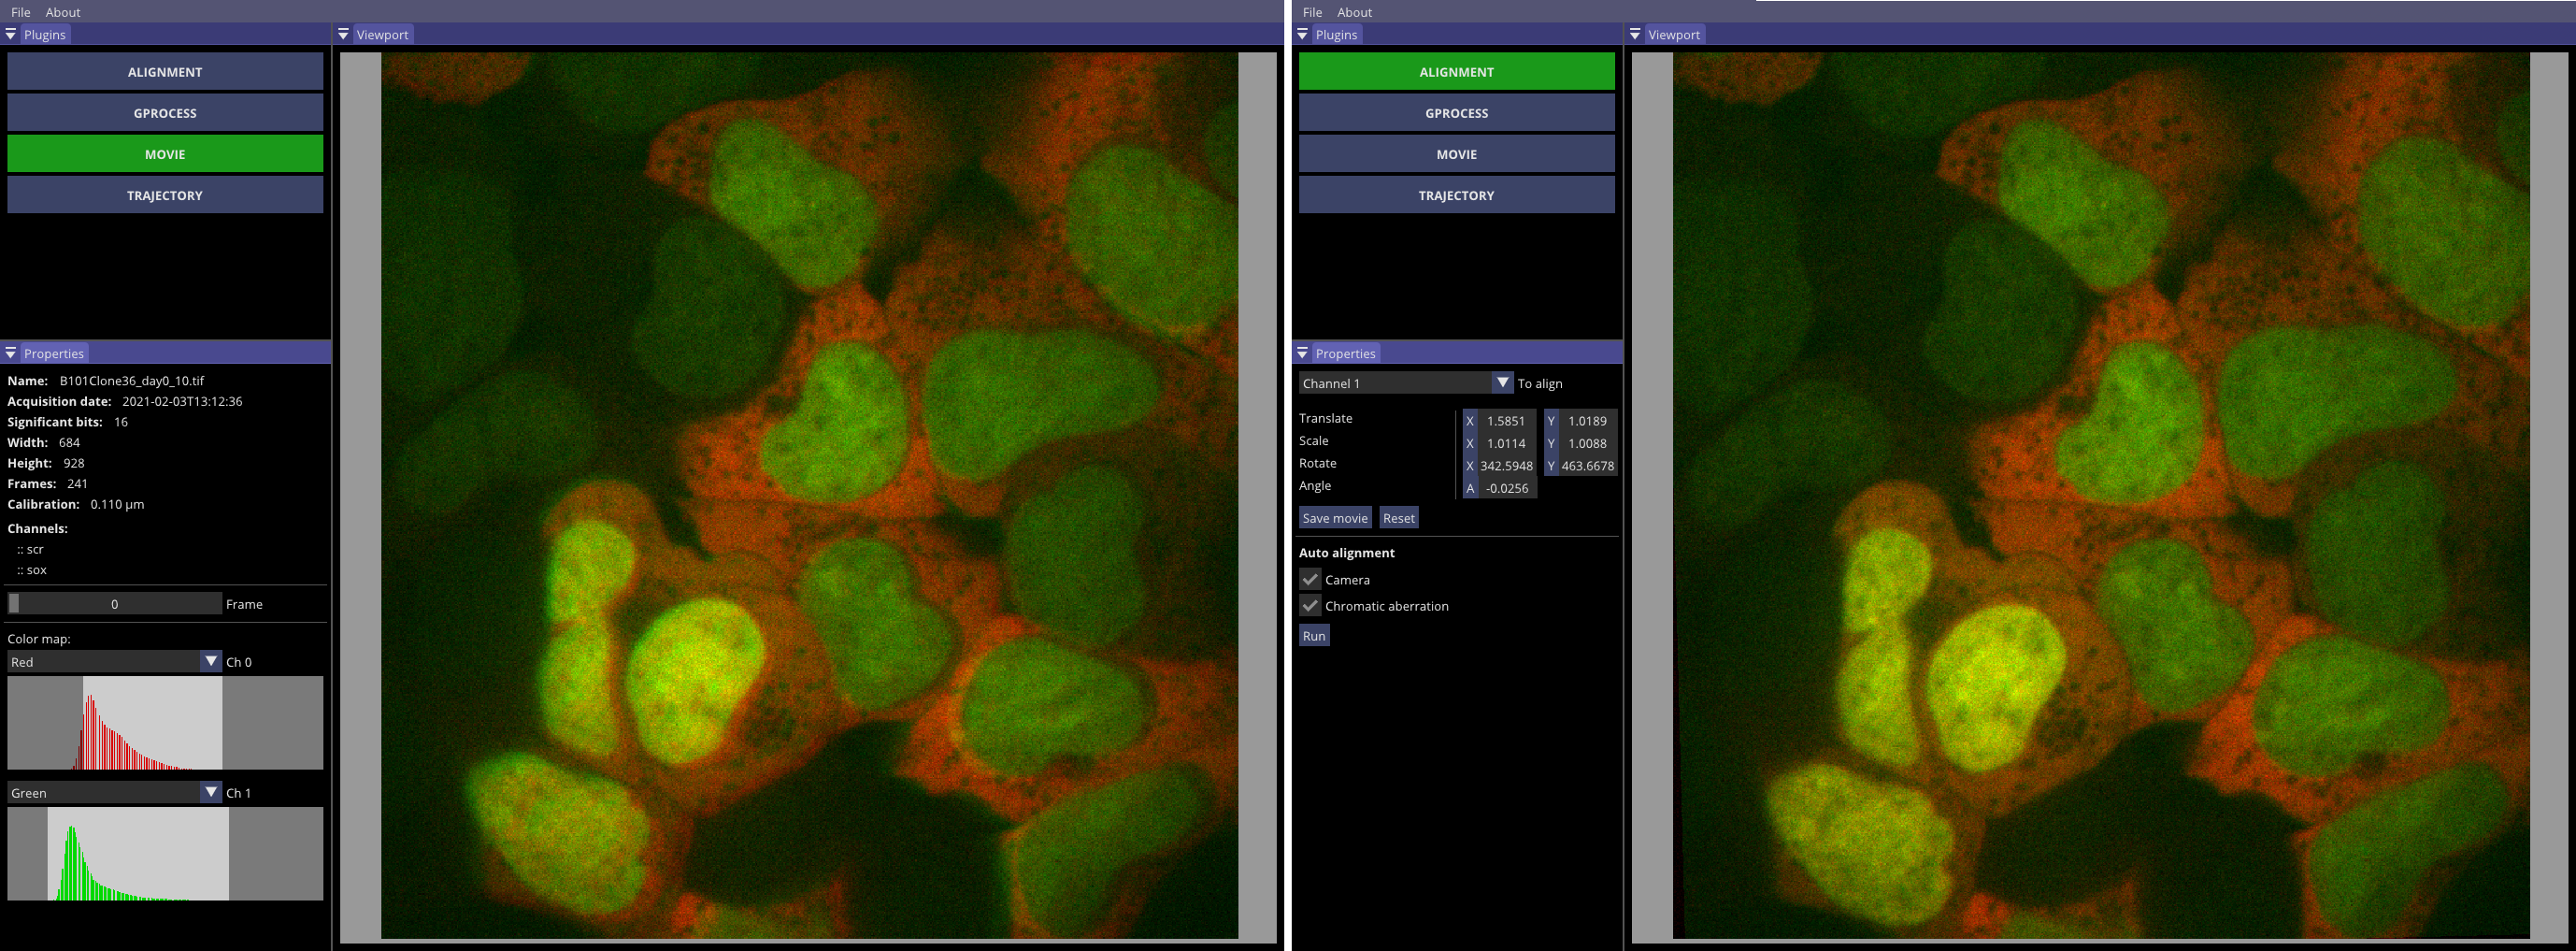 File About
Plugins
Viewport
ALIGNMENT
GPROCESS
MOVIE
TRAJECTORY
Properties
Name: B101Clone36_day0_10.tif
Acquisition date: 2021-02-03T13:12:36
Significant bits: 16
Width: 684
Height: 928
Frames: 241
Calibration: 0.110 µm
Channels:
:: scr
:: sox
0 Frame
Color map:
Red Ch 0
Green Ch 1
File About
Plugins
Viewport
ALIGNMENT
GPROCESS
MOVIE
TRAJECTORY
Properties
Channel 1 To align
Translate X 1.5851 Y 1.0189
Scale X 1.0114 Y 1.0088
Rotate X 342.5948 Y 463.6678
Angle A -0.0256
Save movie Reset
Auto alignment
Camera
Chromatic aberration
Run